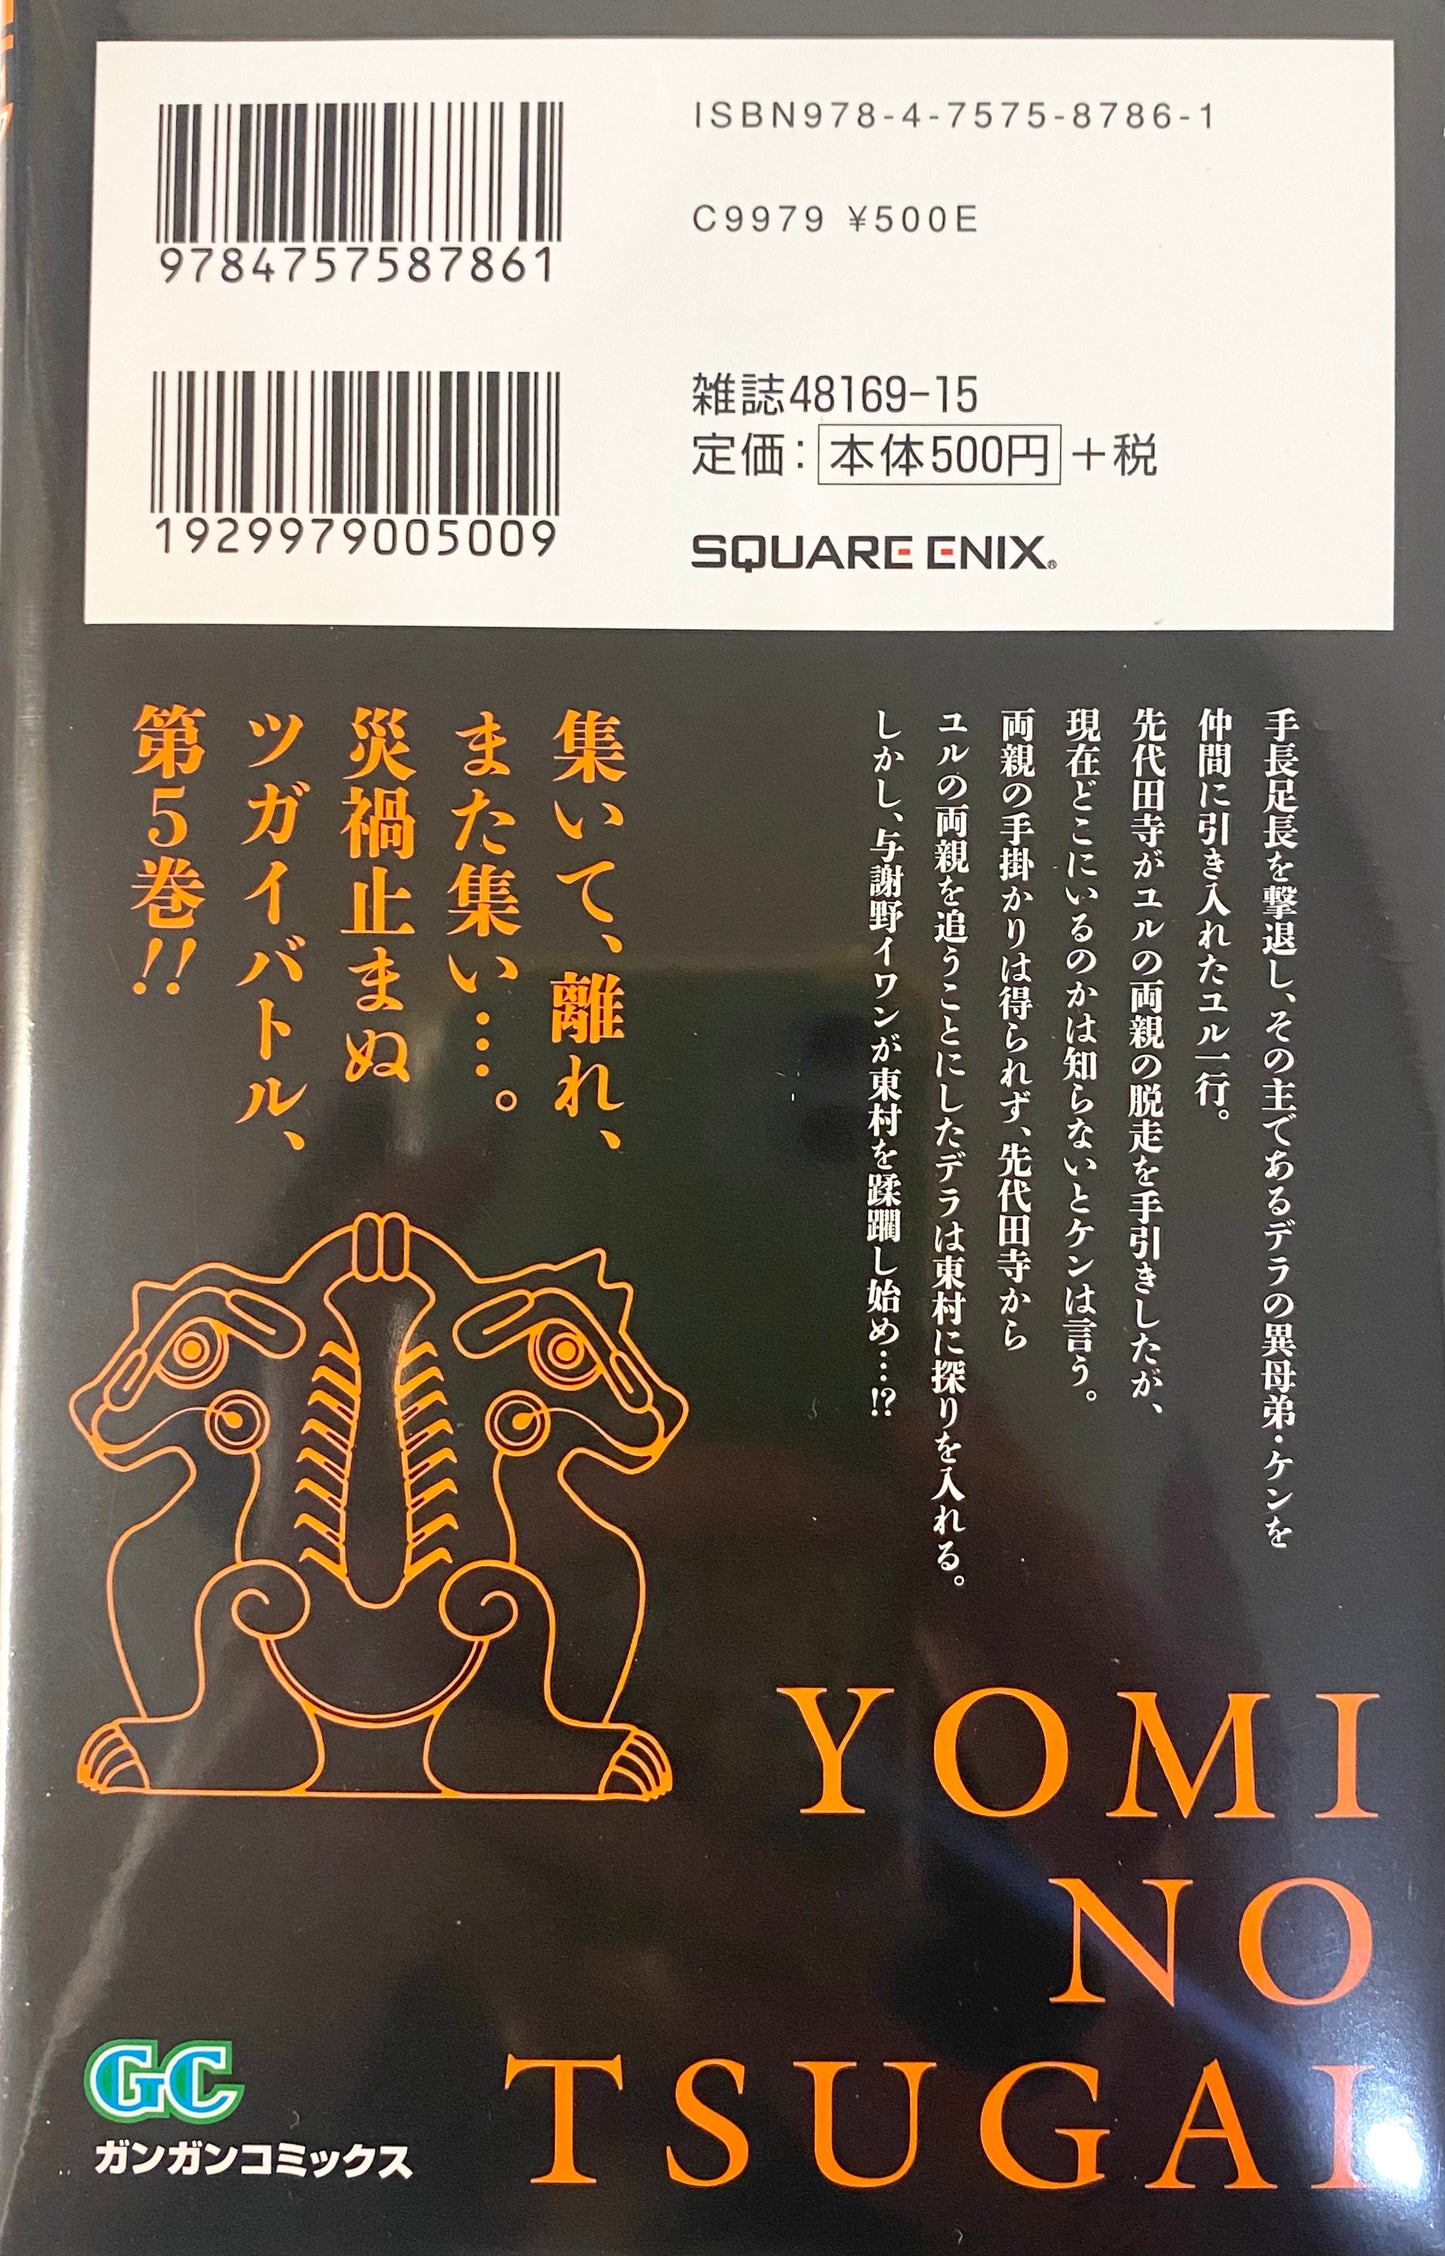 ISBN978-4-7575-8786-1
C9979 ¥500E
9784757587861
雑誌48169-15
定価：本体500円+税
1929979005009
SQUARE ENIX®
手長足長を撃退し、その主であるデラの異母弟・ケンを
仲間に引き入れたユル一行。
先代田寺がユルの両親の脱走を手引きしたが、
現在どこにいるのかは知らないとケンは言う。
両親の手掛かりは得られず、先代田寺から
ユルの両親を追うことにしたデラは東村に探りを入れる。
しかし、与謝野イワンが東村を蹂躙し始め…!?
集いて、離れ、
また集い…。
災禍止まぬ
ツガイバトル、
第5巻!!
YOMI
NO
TSUGAI
GC
ガンガンコミックス